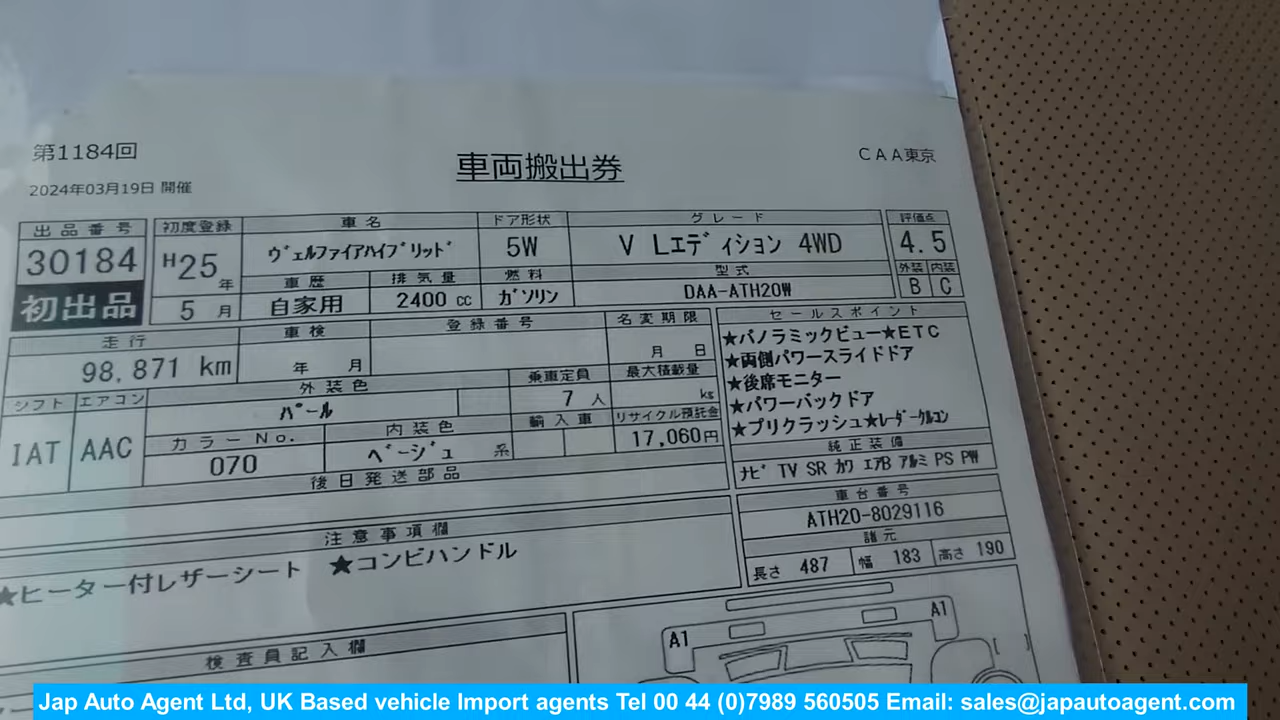 第1184回
車両搬出券
CAA東京
2024年03月19日 開催
出品番号
初度登録
車名
ドア形状
グレード
評価点
30184
H25年
ヴェルファイアハイブリッド
5W
V Lエディション 4WD
4.5
車歴
排気量
燃料
型式
外装
内装
初出品
5月
自家用
2400 cc
ガソリン
DAA-ATH20W
B
C
走行
車検
登録番号
名変期限
セールスポイント
98,871 km
年 月
月 日
★パノラミックビュー★ETC
★両側パワースライドドア
★後席モニター
★パワーバックドア
★プリクラッシュ★レーダークルコン
シフト
エアコン
外装色
乗車定員
最大積載量
パール
7人
kg
IAT
AAC
カラーNo.
内装色
輸入車
リサイクル預託金
070
ベージュ 系
17,060円
純正装備
ナビ TV SR カワ エアB アルミ PS PW
後日発送部品
車台番号
ATH20-8029116
注意事項欄
諸元
★ヒーター付レザーシート ★コンビハンドル
長さ 487
幅 183
高さ 190
検査員記入欄
A1
A1
Jap Auto Agent Ltd, UK Based vehicle Import agents Tel 00 44 (0)7989 560505 Email: sales@japautoagent.com